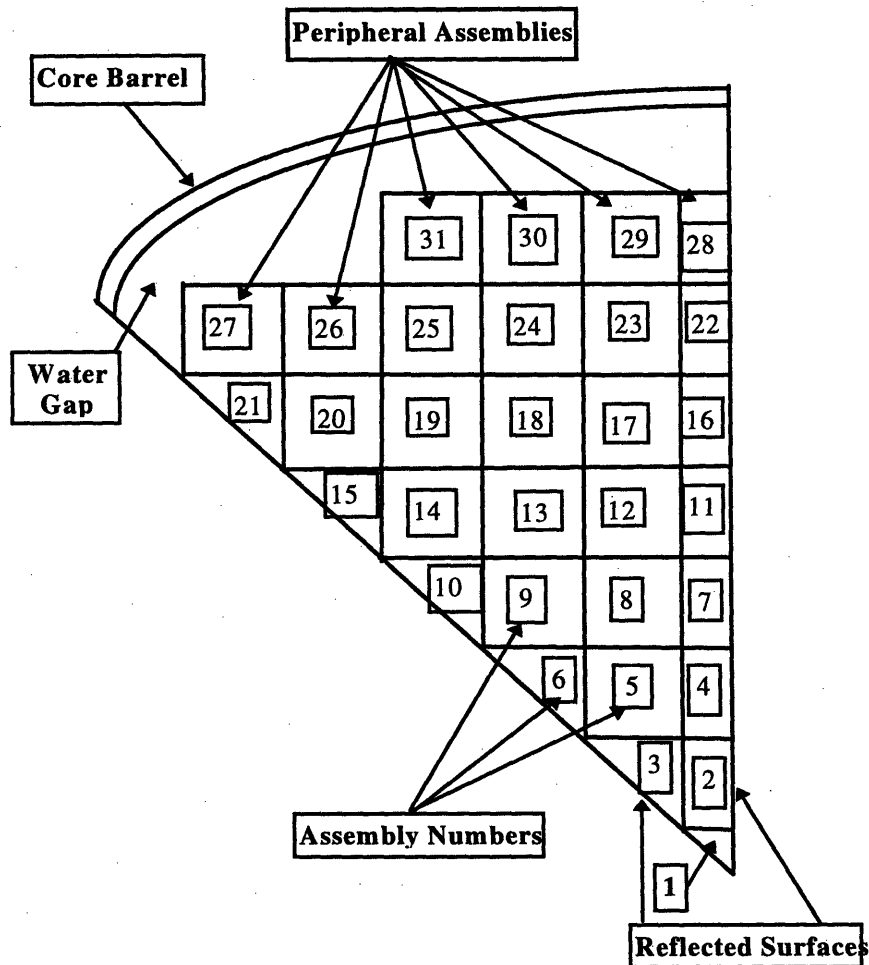 Peripheral Assemblies
Core Barrel
31 30 29 28
27 26 25 24 23 22
Water
Gap
21 20 19 18 17 16
15 14 13 12 11
10 9 8 7
6 5 4
3 2
Assembly Numbers
1
Reflected Surfaces